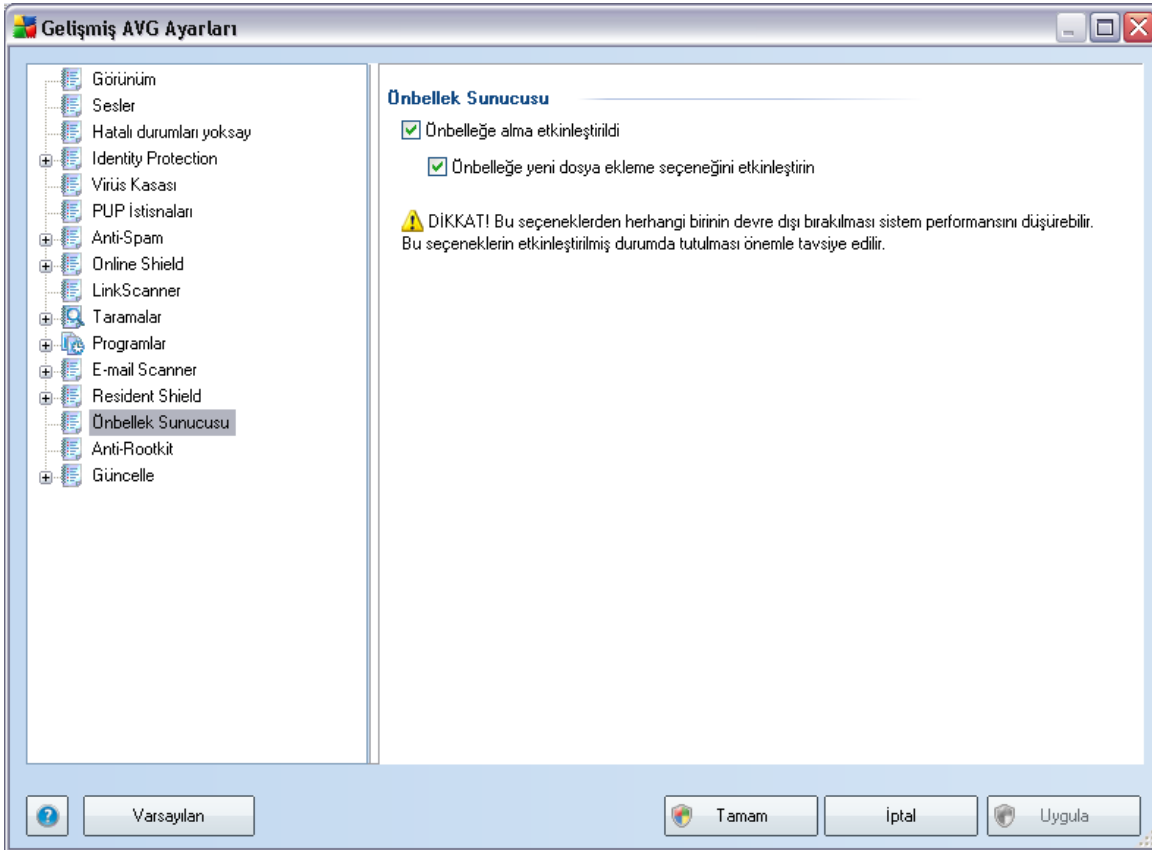 Gelişmiş AVG Ayarları
Görünüm
Sesler
Hatalı durumları yoksay
Identity Protection
Virüs Kasası
PUP İstisnaları
Anti-Spam
Online Shield
LinkScanner
Taramalar
Programlar
E-mail Scanner
Resident Shield
Önbellek Sunucusu
Anti-Rootkit
Güncelle
Önbellek Sunucusu
Önbelleğe alma etkinleştirildi
Önbelleğe yeni dosya ekleme seçeneğini etkinleştirin
DİKKAT! Bu seçeneklerden herhangi birinin devre dışı bırakılması sistem performansını düşürebilir.
Bu seçeneklerin etkinleştirilmiş durumda tutulması önemle tavsiye edilir.
Varsayılan
Tamam
İptal
Uygula